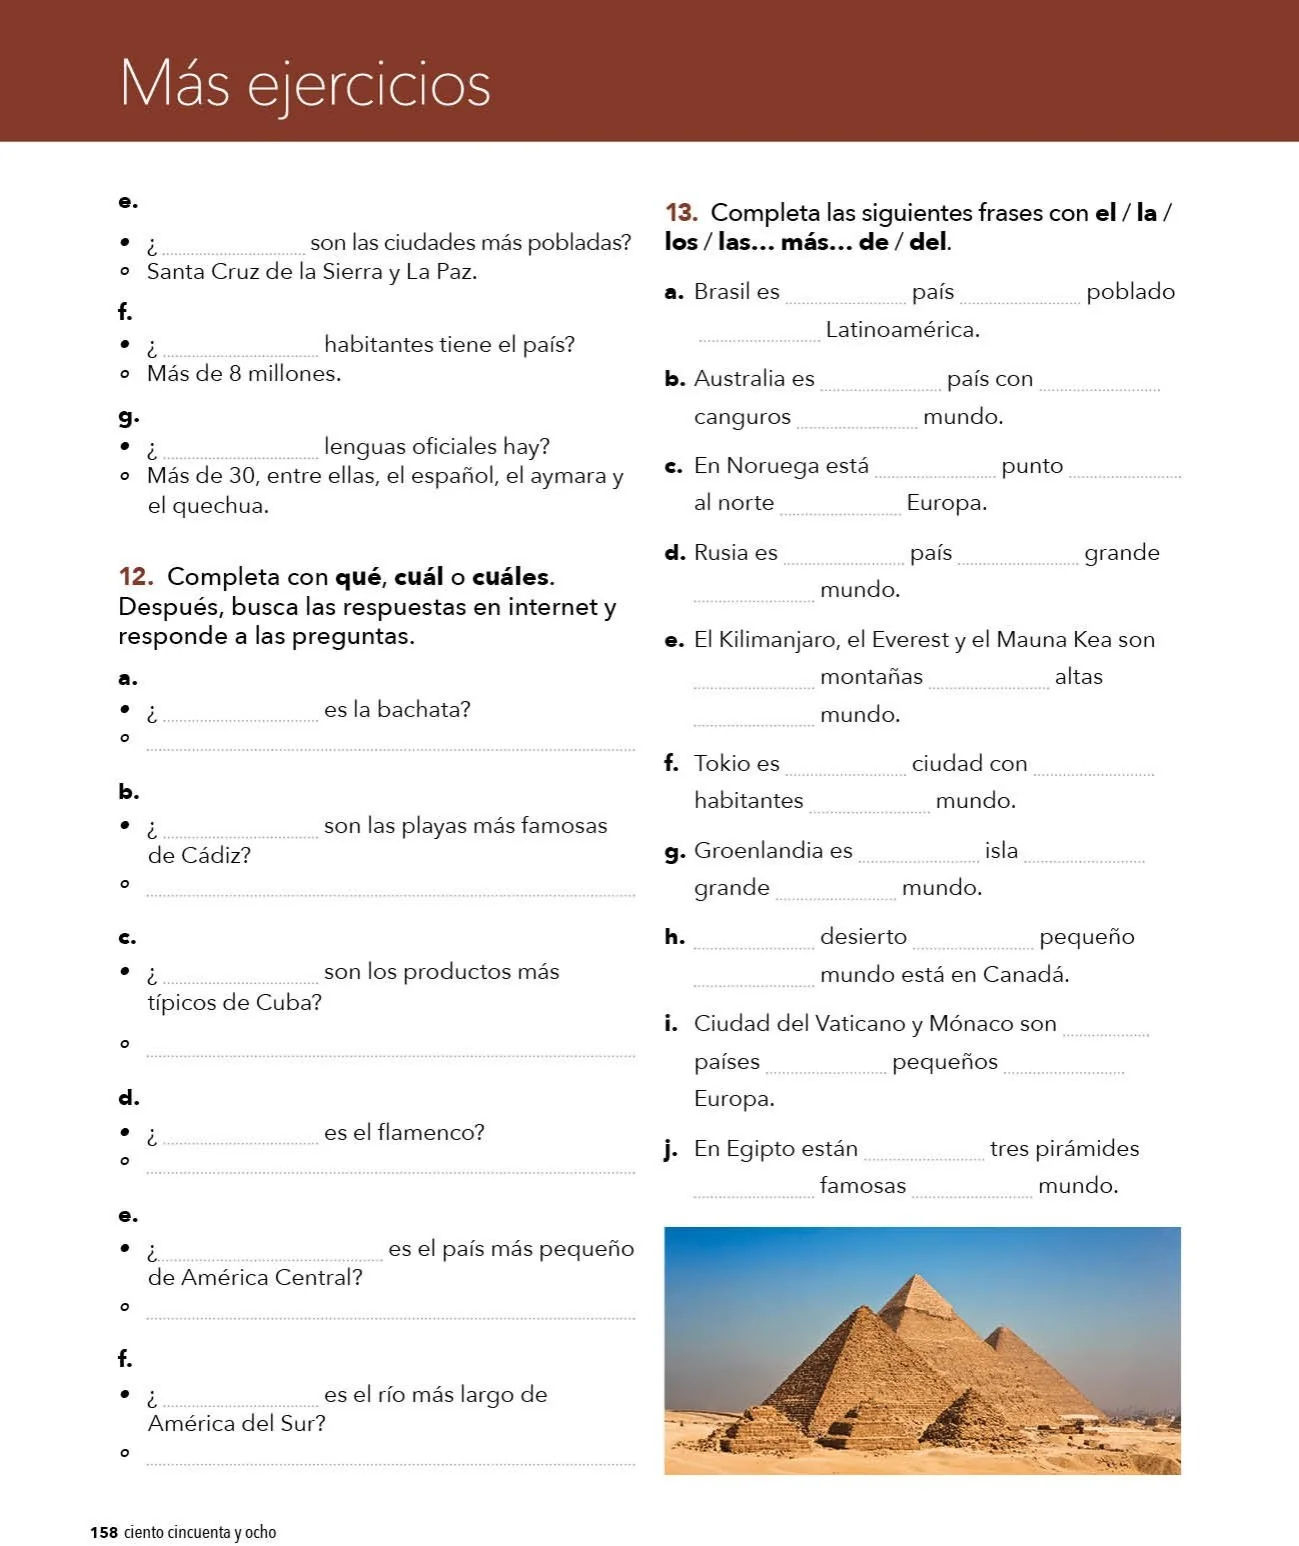 Más ejercicios
e.
• ¿ son las ciudades más pobladas?
º Santa Cruz de la Sierra y La Paz.
f.
• ¿ habitantes tiene el país?
º Más de 8 millones.
g.
• ¿ lenguas oficiales hay?
º Más de 30, entre ellas, el español, el aymara y
el quechua.
12. Completa con qué, cuál o cuáles.
Después, busca las respuestas en internet y
responde a las preguntas.
a.
• ¿ es la bachata?
º
b.
• ¿ son las playas más famosas
de Cádiz?
º
c.
• ¿ son los productos más
típicos de Cuba?
º
d.
• ¿ es el flamenco?
º
e.
• ¿ es el país más pequeño
de América Central?
º
f.
• ¿ es el río más largo de
América del Sur?
º
13. Completa las siguientes frases con el / la /
los / las... más... de / del.
a. Brasil es país poblado
Latinoamérica.
b. Australia es país con
canguros mundo.
c. En Noruega está punto
al norte Europa.
d. Rusia es país grande
mundo.
e. El Kilimanjaro, el Everest y el Mauna Kea son
montañas altas
mundo.
f. Tokio es ciudad con
habitantes mundo.
g. Groenlandia es isla
grande mundo.
h. desierto pequeño
mundo está en Canadá.
i. Ciudad del Vaticano y Mónaco son
países pequeños
Europa.
j. En Egipto están tres pirámides
famosas mundo.
158 ciento cincuenta y ocho